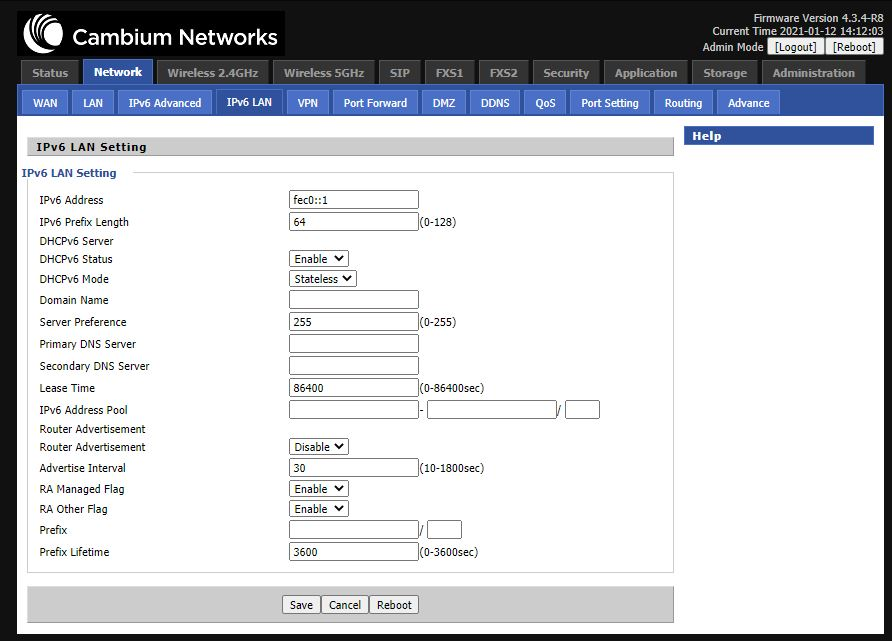 Cambium Networks
Firmware Version 4.3.4-R8
Current Time 2021-01-12 14:12:03
Admin Mode [Logout] [Reboot]
Status Network Wireless 2.4GHz Wireless 5GHz SIP FXS1 FXS2 Security Application Storage Administration
WAN LAN IPv6 Advanced IPv6 LAN VPN Port Forward DMZ DDNS QoS Port Setting Routing Advance
IPv6 LAN Setting
Help
IPv6 LAN Setting
IPv6 Address fec0::1
IPv6 Prefix Length 64 (0-128)
DHCPv6 Server
DHCPv6 Status Enable
DHCPv6 Mode Stateless
Domain Name
Server Preference 255 (0-255)
Primary DNS Server
Secondary DNS Server
Lease Time 86400 (0-86400sec)
IPv6 Address Pool - /
Router Advertisement
Router Advertisement Disable
Advertise Interval 30 (10-1800sec)
RA Managed Flag Enable
RA Other Flag Enable
Prefix /
Prefix Lifetime 3600 (0-3600sec)
Save Cancel Reboot